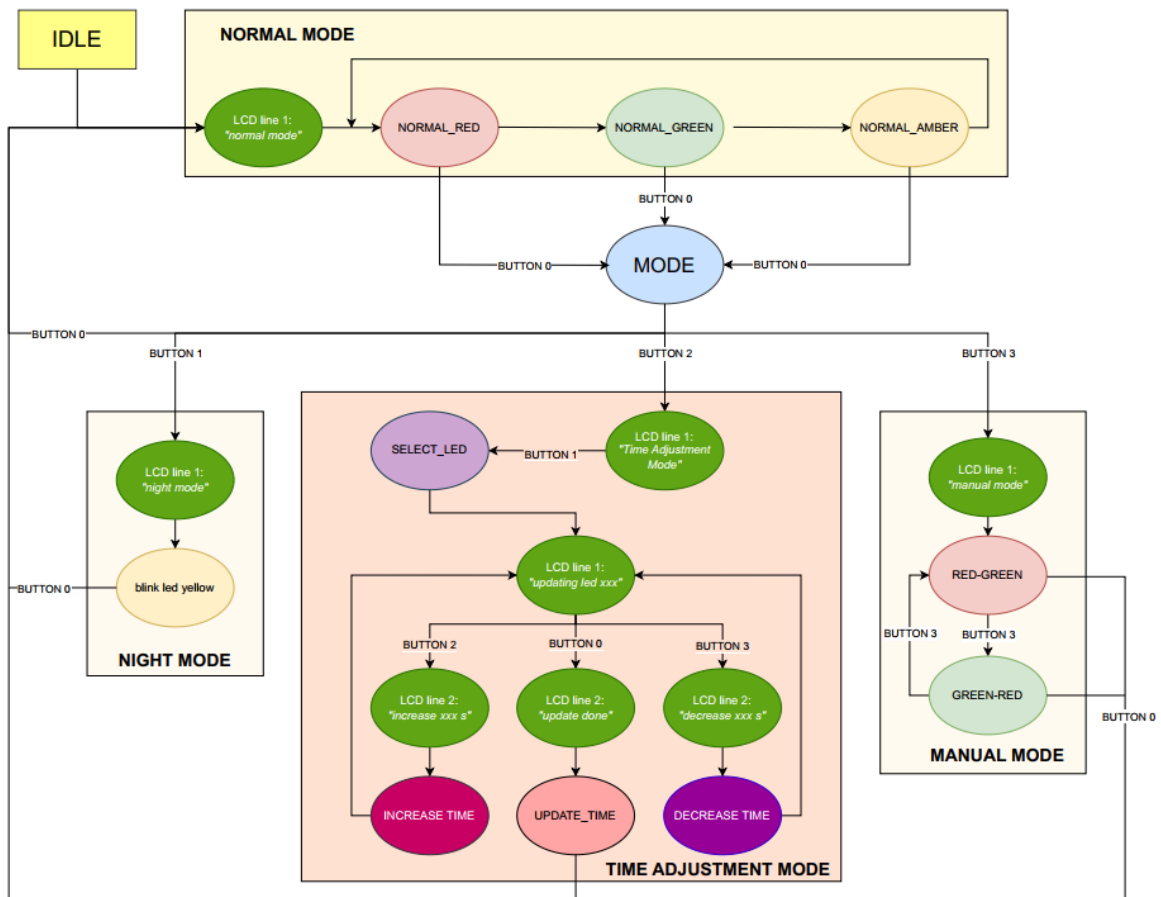 IDLE
NORMAL MODE
LCD line 1:
"normal mode"
NORMAL_RED
NORMAL_GREEN
NORMAL_AMBER
BUTTON 0
MODE
BUTTON 0
BUTTON 0
BUTTON 0
BUTTON 1
BUTTON 2
BUTTON 3
LCD line 1:
"night mode"
blink led yellow
BUTTON 0
NIGHT MODE
SELECT_LED
BUTTON 1
LCD line 1:
"Time Adjustment
Mode"
LCD line 1:
"updating led xxx"
BUTTON 2
BUTTON 0
BUTTON 3
LCD line 2:
"increase xxx s"
LCD line 2:
"update done"
LCD line 2:
"decrease xxx s"
INCREASE TIME
UPDATE_TIME
DECREASE TIME
TIME ADJUSTMENT MODE
LCD line 1:
"manual mode"
RED-GREEN
BUTTON 3
BUTTON 3
GREEN-RED
BUTTON 0
MANUAL MODE